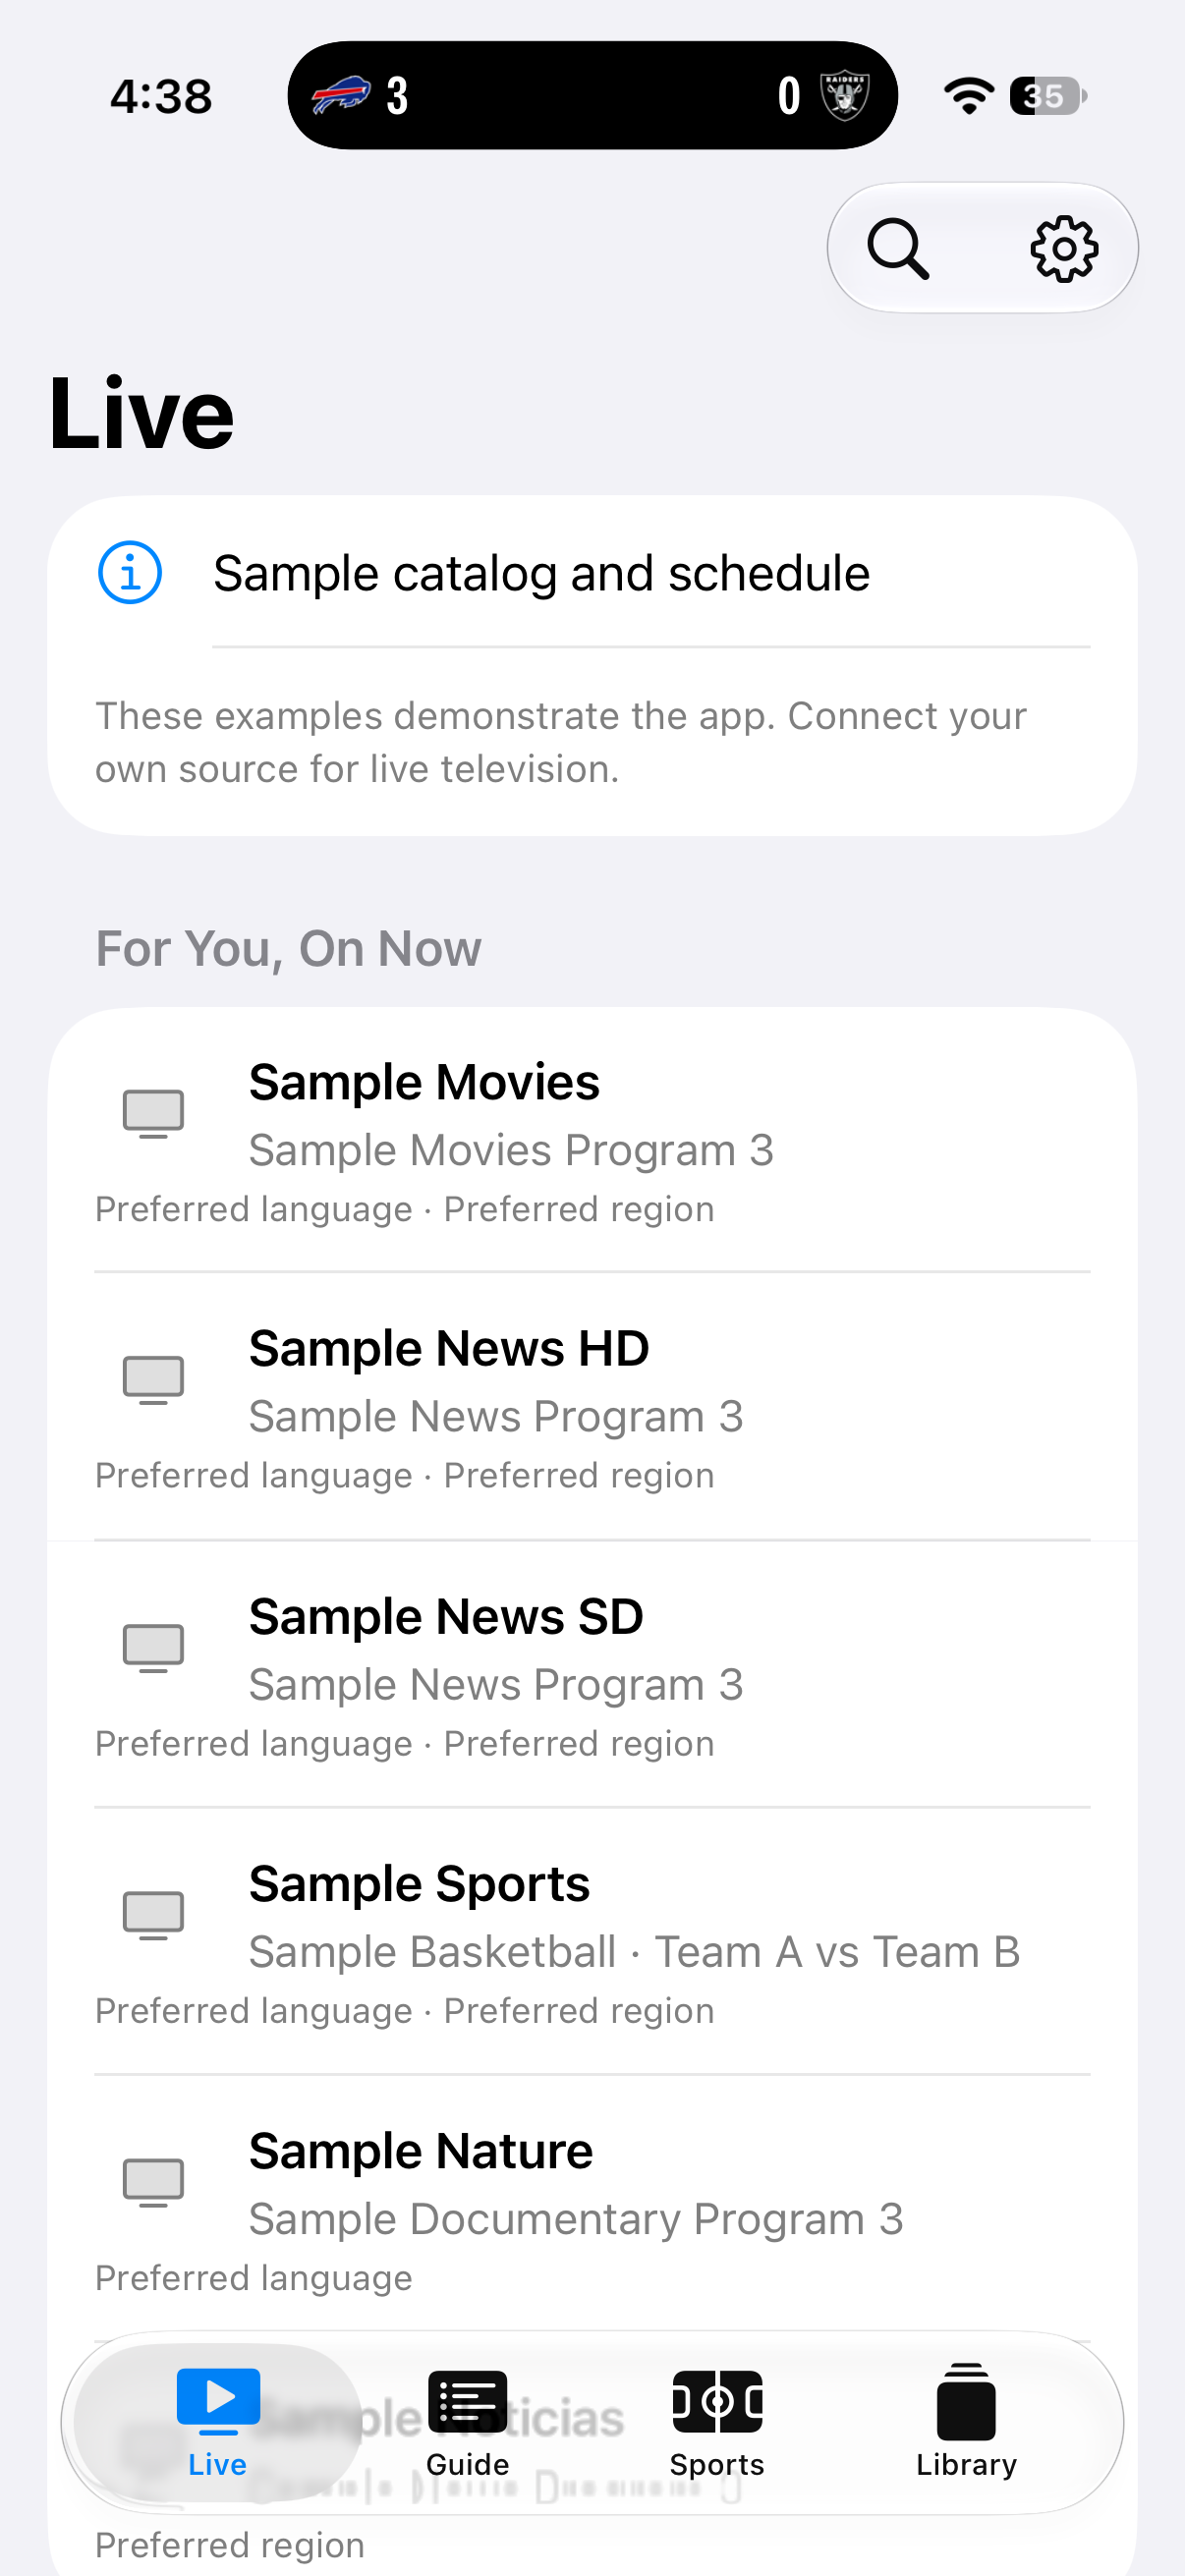 4:38
3
0
RAIDERS
35
Live
Sample catalog and schedule
These examples demonstrate the app. Connect your
own source for live television.
For You, On Now
Sample Movies
Sample Movies Program 3
Preferred language · Preferred region
Sample News HD
Sample News Program 3
Preferred language · Preferred region
Sample News SD
Sample News Program 3
Preferred language · Preferred region
Sample Sports
Sample Basketball · Team A vs Team B
Preferred language · Preferred region
Sample Nature
Sample Documentary Program 3
Preferred language
Sample Noticias
Live
Guide
Sports
Library
Preferred region